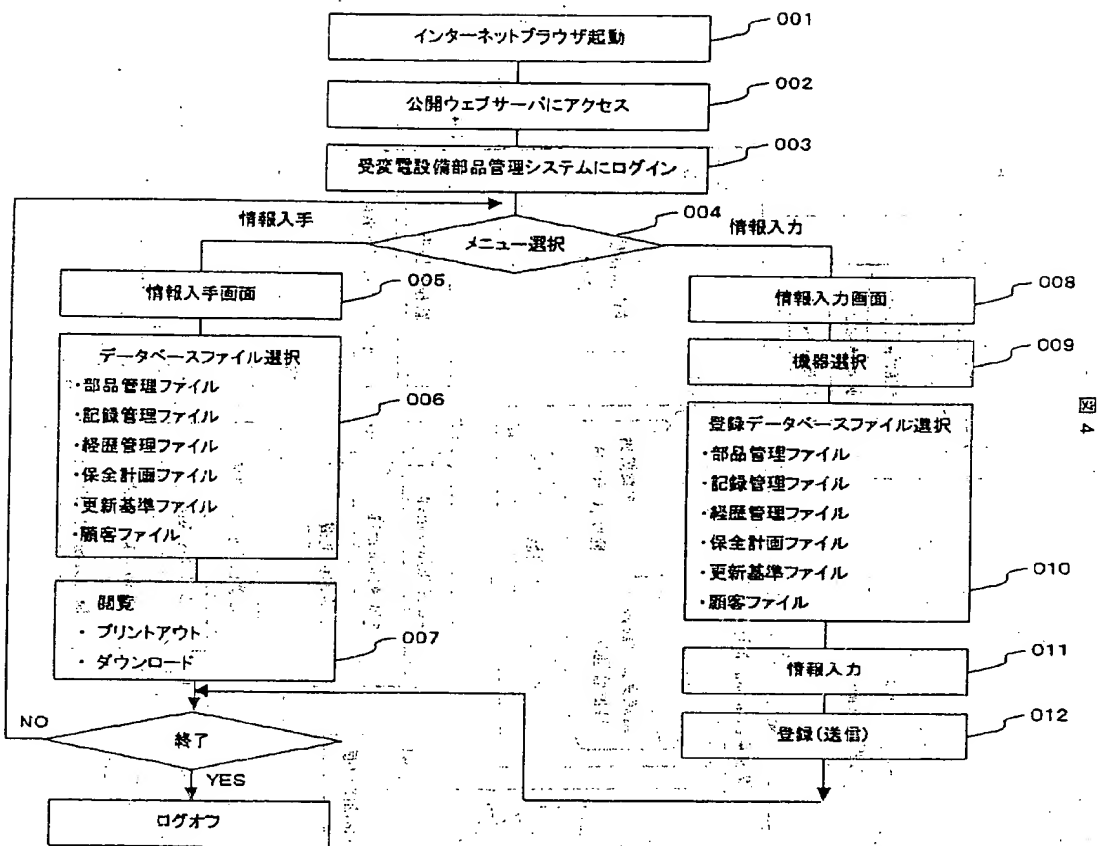 インターネットブラウザ起動
001
公開ウェブサーバにアクセス
002
受変電設備部品管理システムにログイン
003
メニュー選択
004
情報入手
情報入力
情報入手画面
005
データベースファイル選択
・部品管理ファイル
・記録管理ファイル
・経歴管理ファイル
・保全計画ファイル
・更新基準ファイル
・顧客ファイル
006
・ 閲覧
・ プリントアウト
・ ダウンロード
007
終了
NO
YES
ログオフ
情報入力画面
008
機器選択
009
登録データベースファイル選択
・部品管理ファイル
・記録管理ファイル
・経歴管理ファイル
・保全計画ファイル
・更新基準ファイル
・顧客ファイル
010
情報入力
011
登録(送信)
012
図4